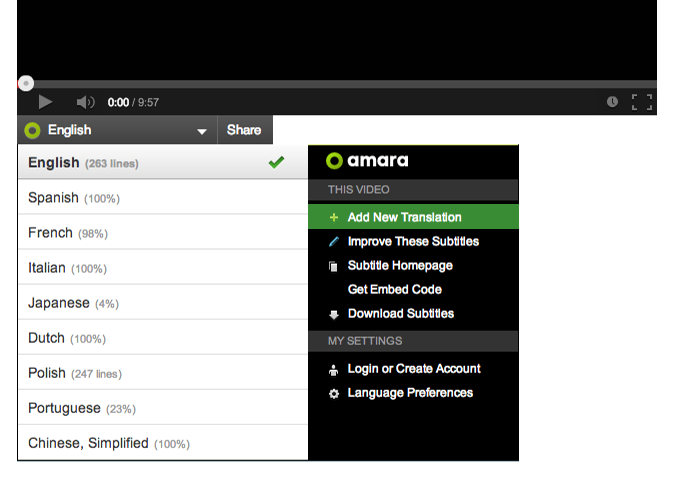 0:00 / 9:57
English
Share
English (263 lines)
Spanish (100%)
French (98%)
Italian (100%)
Japanese (4%)
Dutch (100%)
Polish (247 lines)
Portuguese (23%)
Chinese, Simplified (100%)
amara
THIS VIDEO
Add New Translation
Improve These Subtitles
Subtitle Homepage
Get Embed Code
Download Subtitles
MY SETTINGS
Login or Create Account
Language Preferences